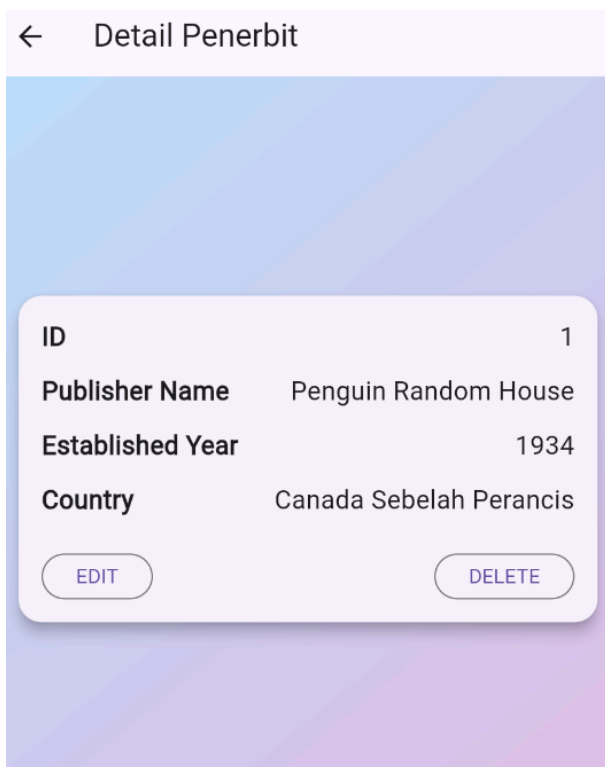 Detail Penerbit
ID 1
Publisher Name Penguin Random House
Established Year 1934
Country Canada Sebelah Perancis
EDIT DELETE